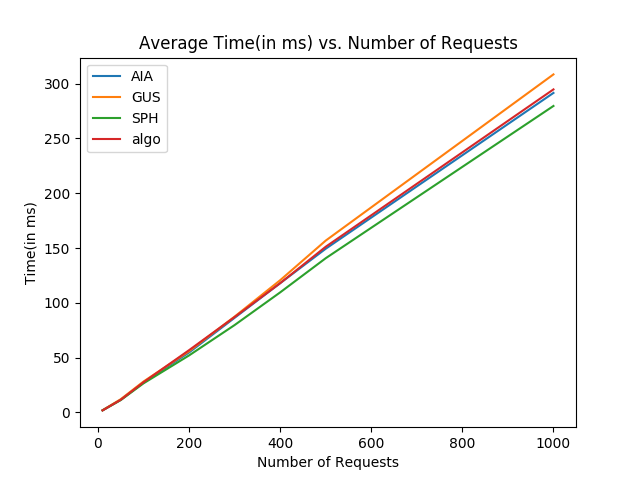 Average Time(in ms) vs. Number of Requests
AIA
GUS
SPH
algo
300
250
200
150
100
50
0
Time(in ms)
0 200 400 600 800 1000
Number of Requests